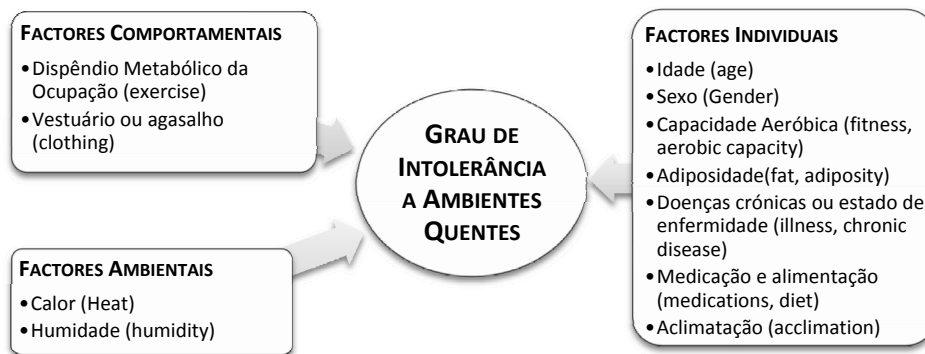 FACTORES COMPORTAMENTAIS
•Dispêndio Metabólico da
Ocupação (exercise)
•Vestuário ou agasalho
(clothing)
FACTORES AMBIENTAIS
•Calor (Heat)
•Humidade (humidity)
GRAU DE
INTOLERÂNCIA
A AMBIENTES
QUENTES
FACTORES INDIVIDUAIS
•Idade (age)
•Sexo (Gender)
•Capacidade Aeróbica (fitness,
aerobic capacity)
•Adiposidade(fat, adiposity)
•Doenças crónicas ou estado de
enfermidade (illness, chronic
disease)
•Medicação e alimentação
(medications, diet)
•Aclimatação (acclimation)